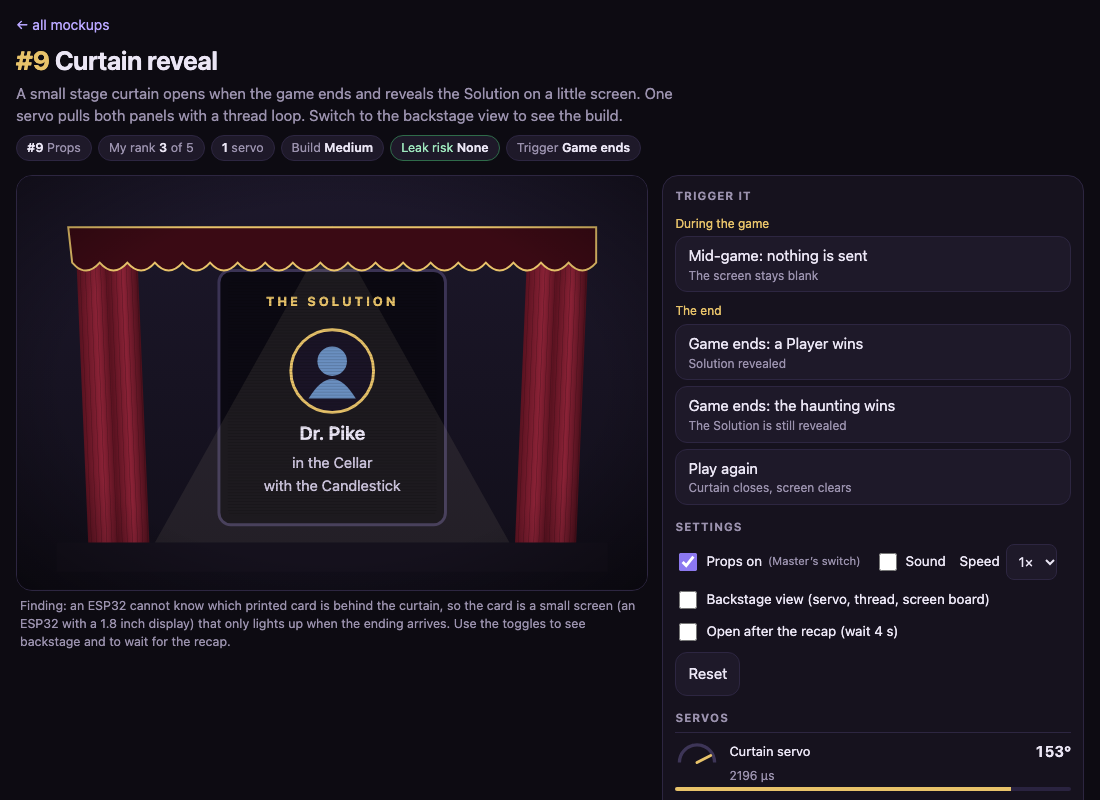 ← all mockups
#9 Curtain reveal
A small stage curtain opens when the game ends and reveals the Solution on a little screen. One
servo pulls both panels with a thread loop. Switch to the backstage view to see the build.
#9 Props
My rank 3 of 5
1 servo
Build Medium
Leak risk None
Trigger Game ends
THE SOLUTION
Dr. Pike
in the Cellar
with the Candlestick
Finding: an ESP32 cannot know which printed card is behind the curtain, so the card is a small screen (an
ESP32 with a 1.8 inch display) that only lights up when the ending arrives. Use the toggles to see
backstage and to wait for the recap.
TRIGGER IT
During the game
Mid-game: nothing is sent
The screen stays blank
The end
Game ends: a Player wins
Solution revealed
Game ends: the haunting wins
The Solution is still revealed
Play again
Curtain closes, screen clears
SETTINGS
Props on (Master's switch)
Sound
Speed
1×
Backstage view (servo, thread, screen board)
Open after the recap (wait 4 s)
Reset
SERVOS
Curtain servo
153°
2196 µs